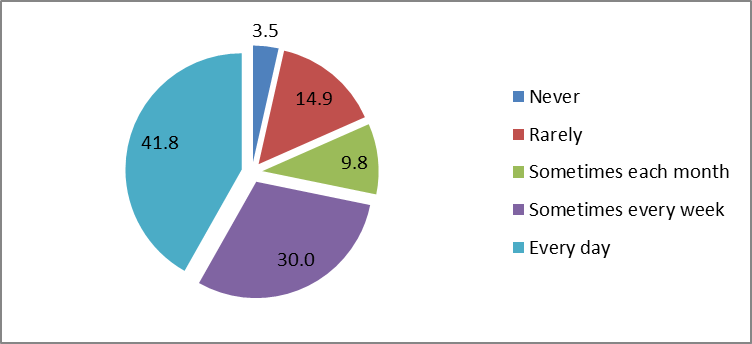 3.5
14.9
9.8
30.0
41.8
Never
Rarely
Sometimes each month
Sometimes every week
Every day